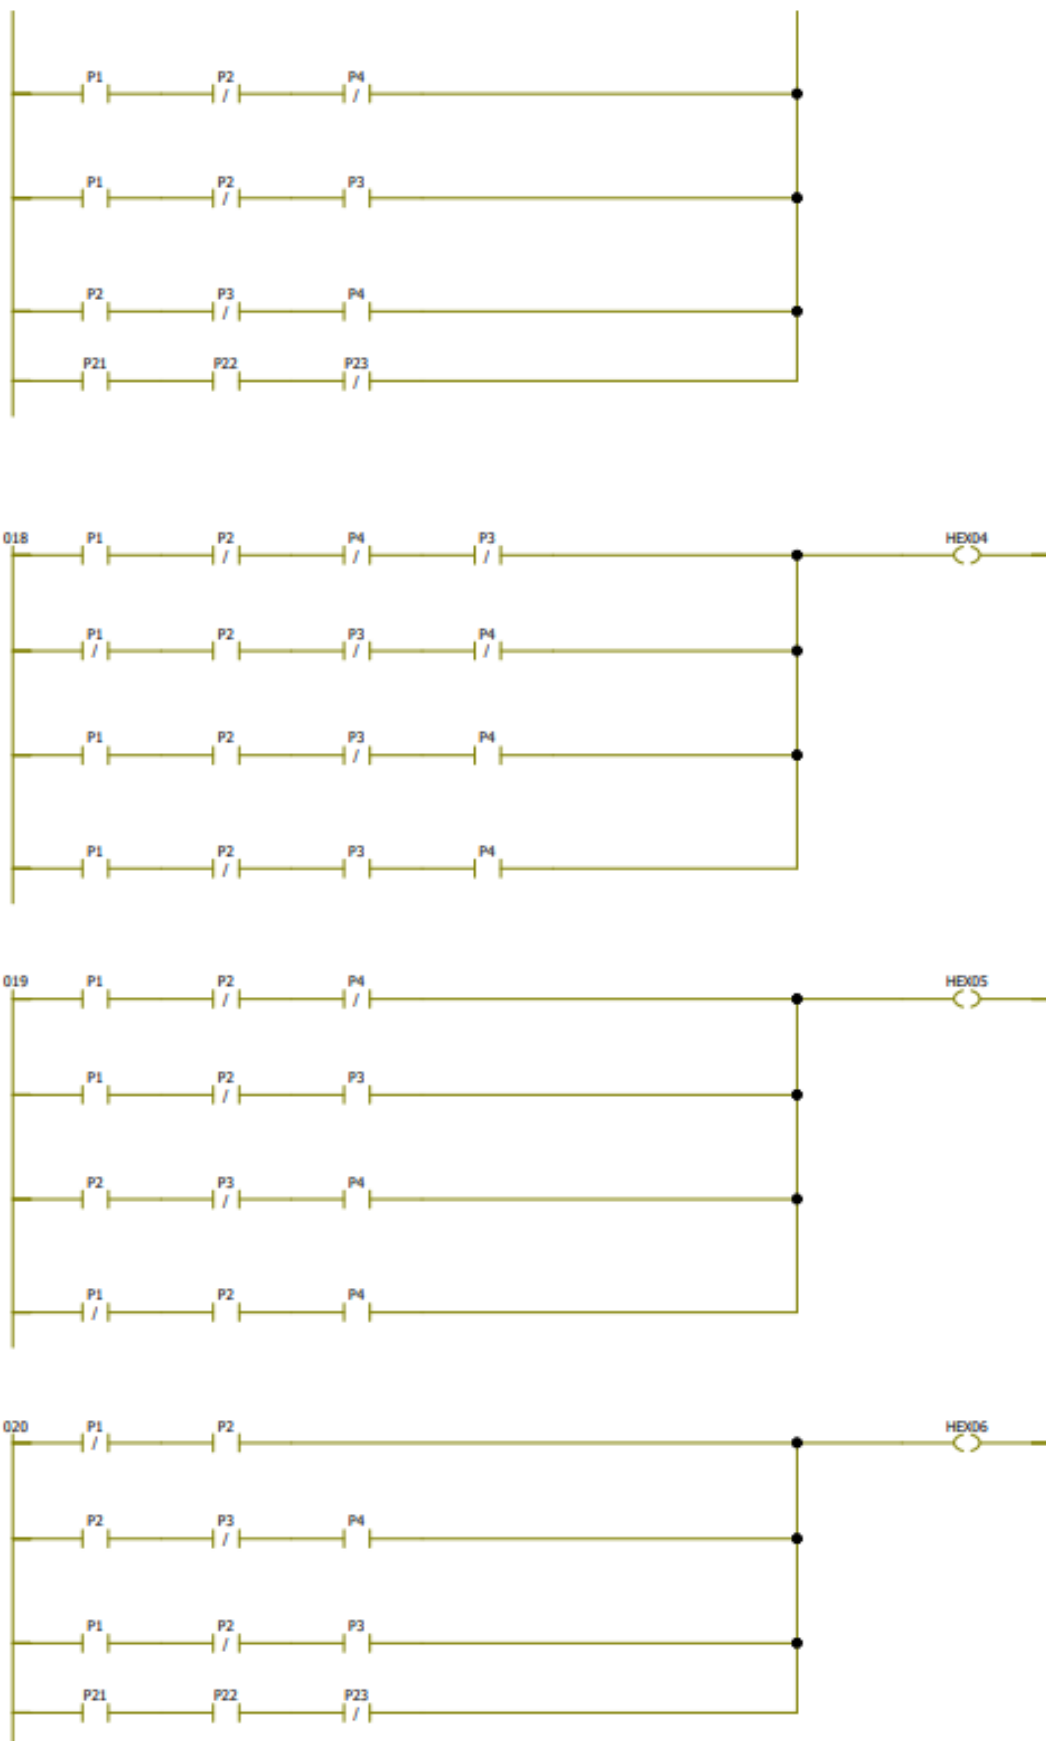 P1 P2 P4
/ /
P1 P2 P3
/
P2 P3 P4
/
P21 P22 P23
/
018 P1 P2 P4 P3 HEX04
/ / /
P1 P2 P3 P4
/ / /
P1 P2 P3 P4
/
P1 P2 P3 P4
/
019 P1 P2 P4 HEX05
/ /
P1 P2 P3
/
P2 P3 P4
/
P1 P2 P4
/
020 P1 P2 HEX06
/
P2 P3 P4
/
P1 P2 P3
/
P21 P22 P23
/